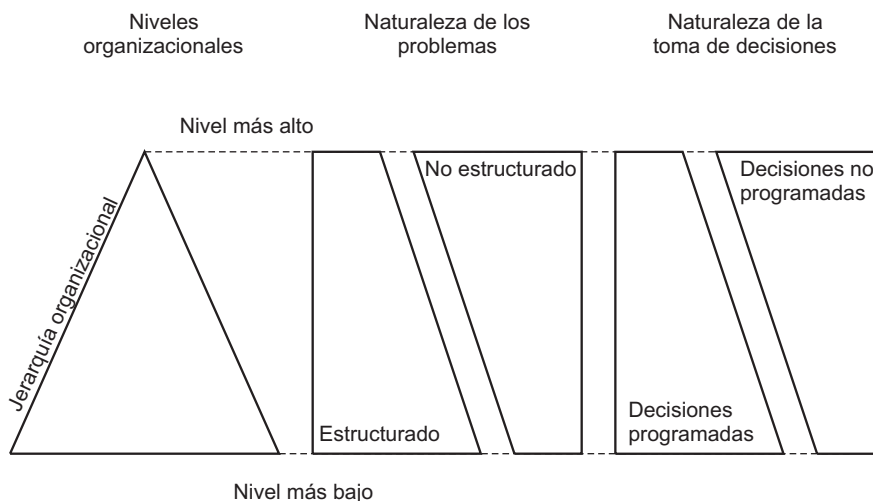 Niveles
organizacionales
Naturaleza de los
problemas
Naturaleza de la
toma de decisiones
Nivel más alto
No estructurado
Decisiones no
programadas
Jerarquía organizacional
Estructurado
Decisiones
programadas
Nivel más bajo